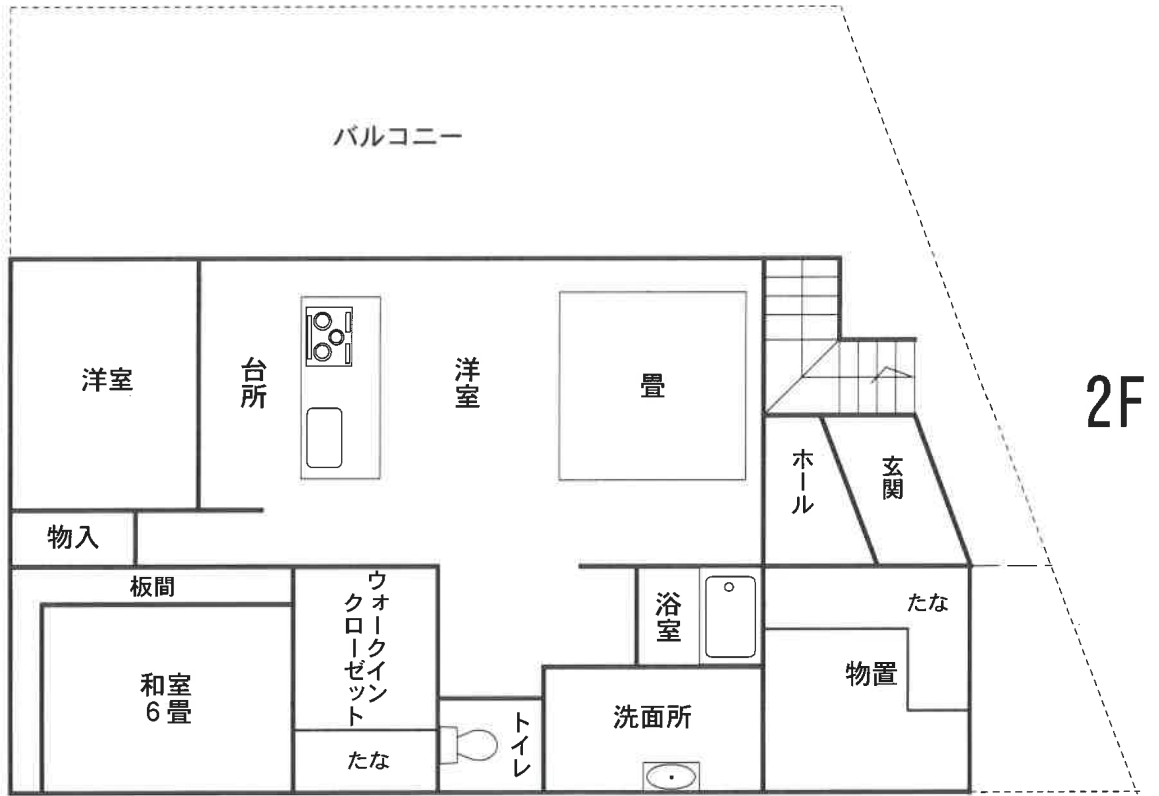 バルコニー
洋室
台所
洋室
畳
2F
ホール
玄関
物入
板間
ウォークイン
クローゼット
浴室
たな
和室
6畳
物置
洗面所
トイレ
たな